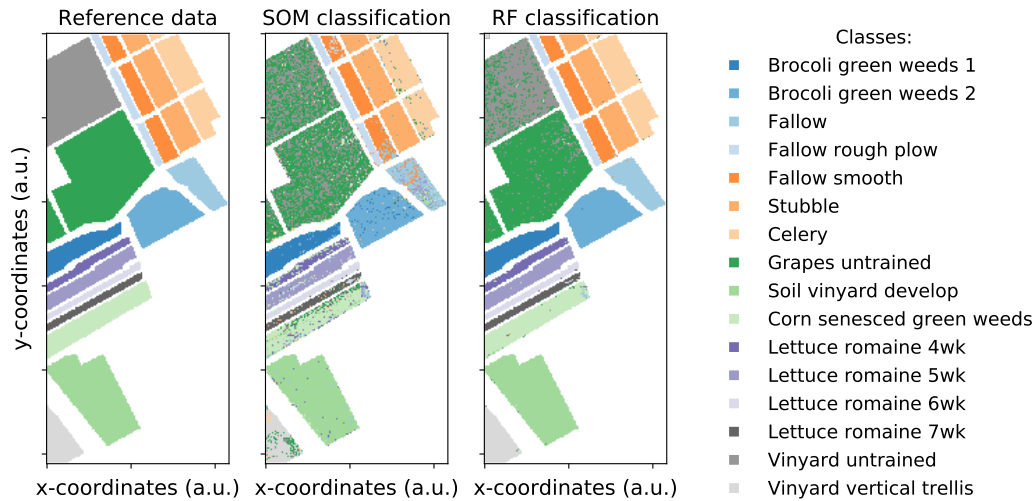 Reference data
SOM classification
RF classification
y-coordinates (a.u.)
x-coordinates (a.u.)
x-coordinates (a.u.)
x-coordinates (a.u.)
Classes:
Brocoli green weeds 1
Brocoli green weeds 2
Fallow
Fallow rough plow
Fallow smooth
Stubble
Celery
Grapes untrained
Soil vinyard develop
Corn senesced green weeds
Lettuce romaine 4wk
Lettuce romaine 5wk
Lettuce romaine 6wk
Lettuce romaine 7wk
Vinyard untrained
Vinyard vertical trellis